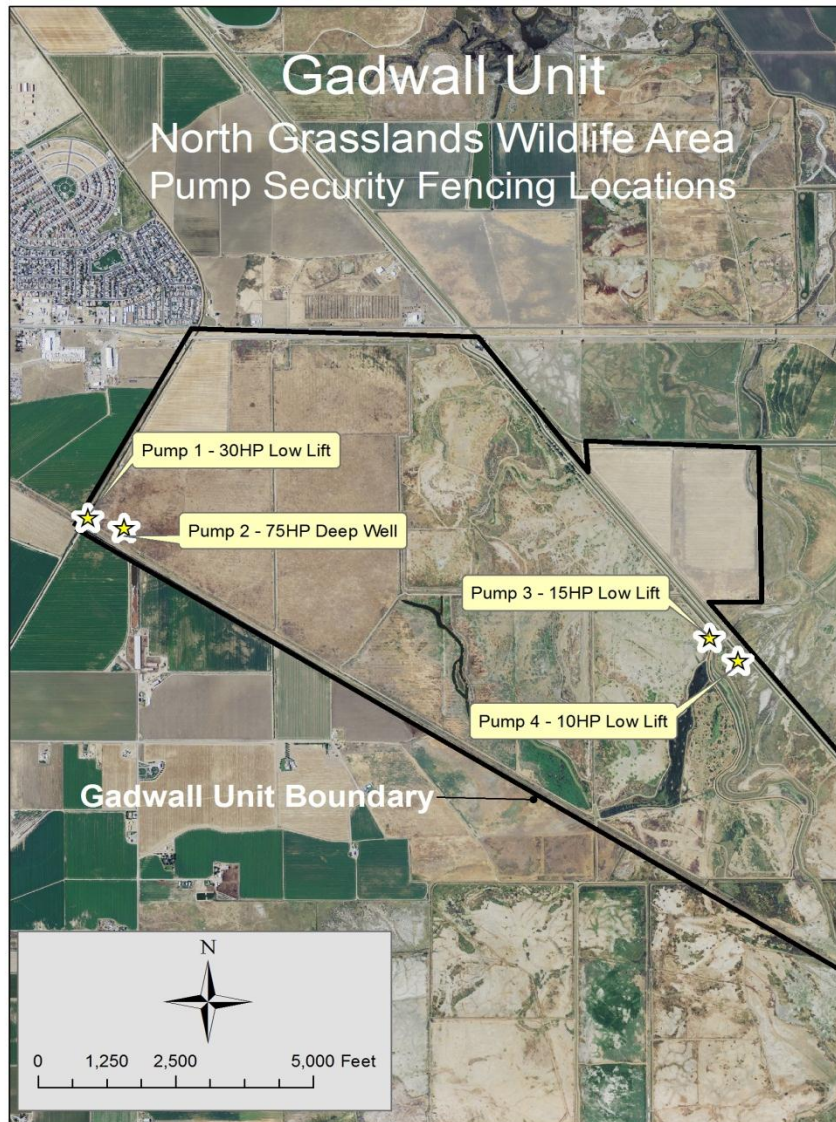 Gadwall Unit
North Grasslands Wildlife Area
Pump Security Fencing Locations
Pump 1 - 30HP Low Lift
Pump 2 - 75HP Deep Well
Pump 3 - 15HP Low Lift
Pump 4 - 10HP Low Lift
Gadwall Unit Boundary
N
0 1,250 2,500 5,000 Feet